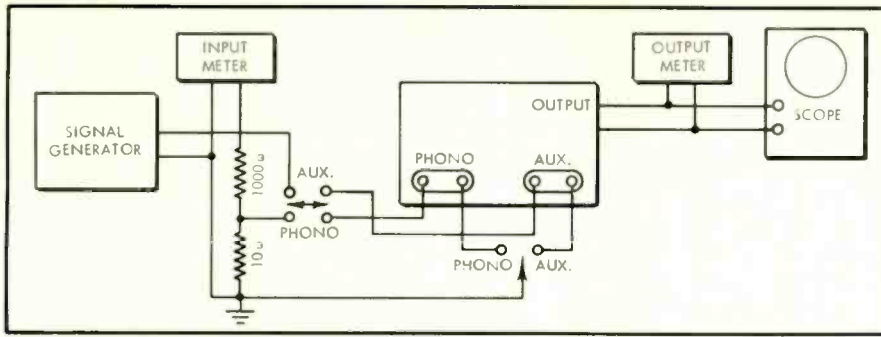 INPUT
METER
OUTPUT
METER
SCOPE
SIGNAL
GENERATOR
OUTPUT
1000 ω
AUX.
PHONO
10 ω
PHONO
AUX.
PHONO
AUX.